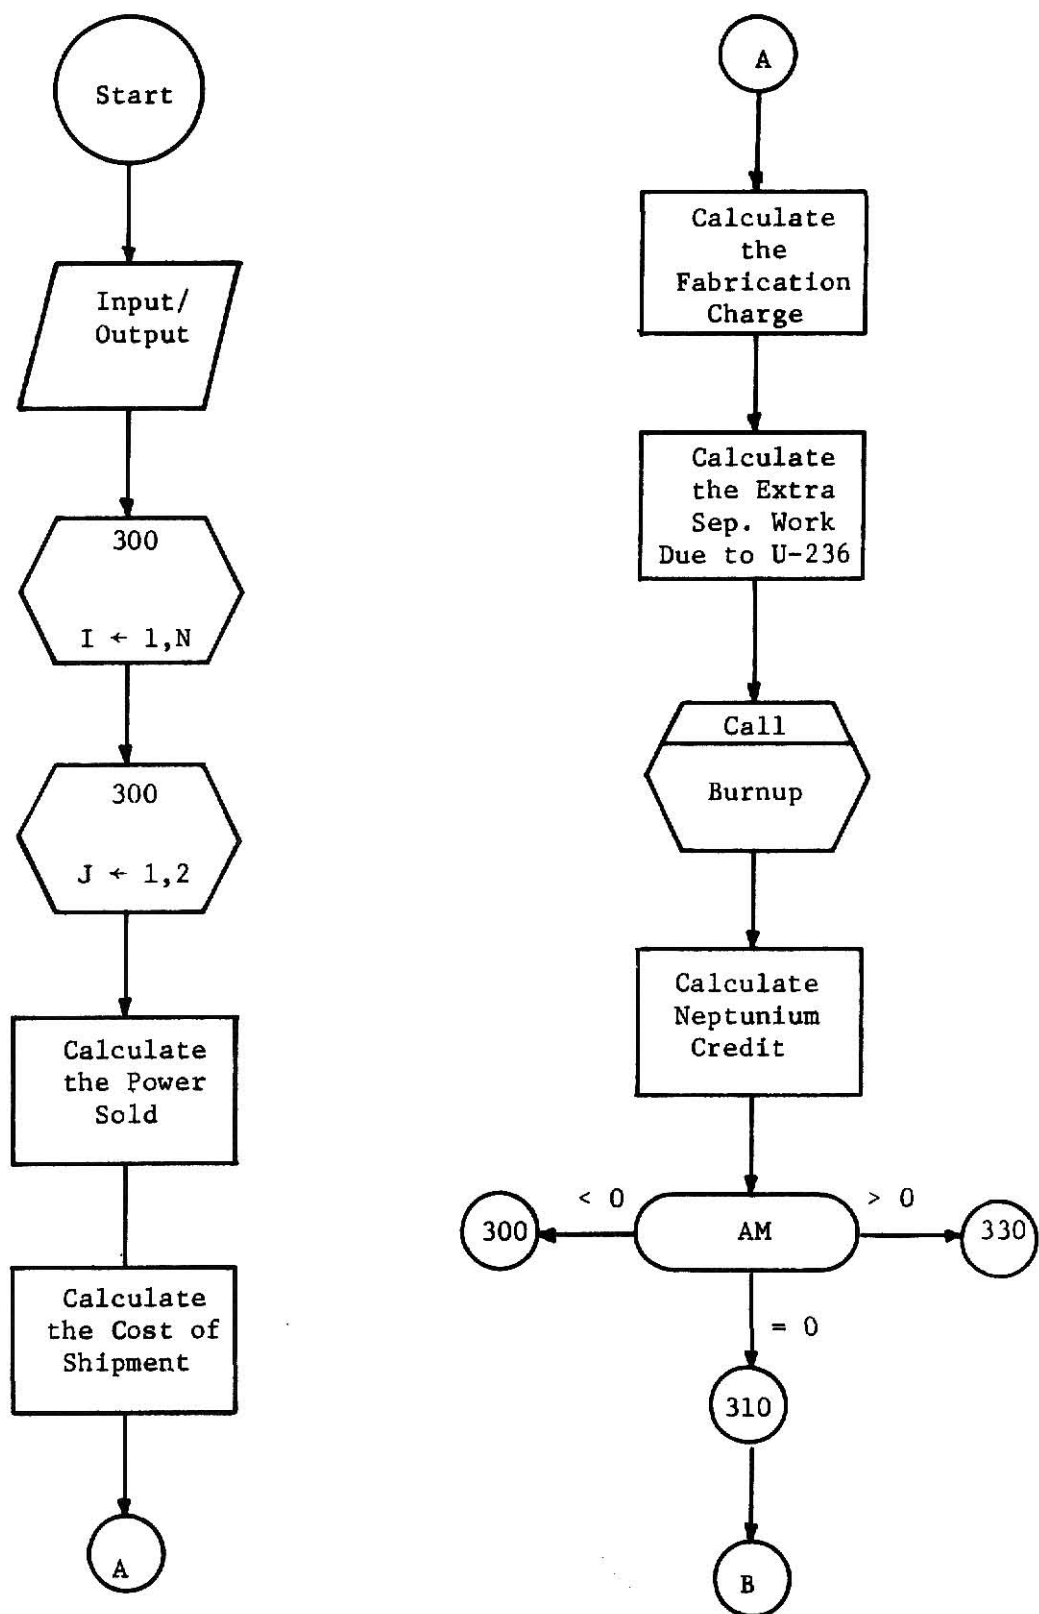 Start
Input/
Output
300
I ← 1,N
300
J ← 1,2
Calculate
the Power
Sold
Calculate
the Cost of
Shipment
A
A
Calculate
the
Fabrication
Charge
Calculate
the Extra
Sep. Work
Due to U-236
Call
Burnup
Calculate
Neptunium
Credit
300
< 0
AM
> 0
330
= 0
310
B